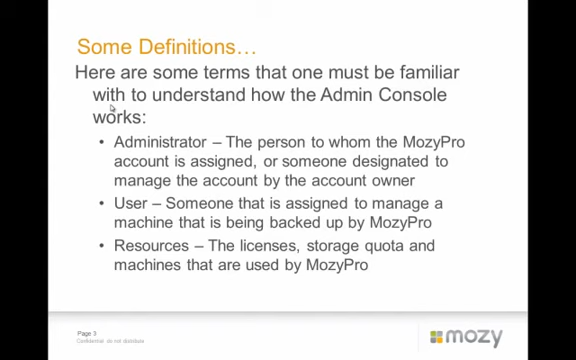 Some Definitions…
Here are some terms that one must be familiar
with to understand how the Admin Console
works:
• Administrator – The person to whom the MozyPro
account is assigned, or someone designated to
manage the account by the account owner
• User – Someone that is assigned to manage a
machine that is being backed up by MozyPro
• Resources – The licenses, storage quota and
machines that are used by MozyPro
Page 3
Confidential: do not distribute
mozy